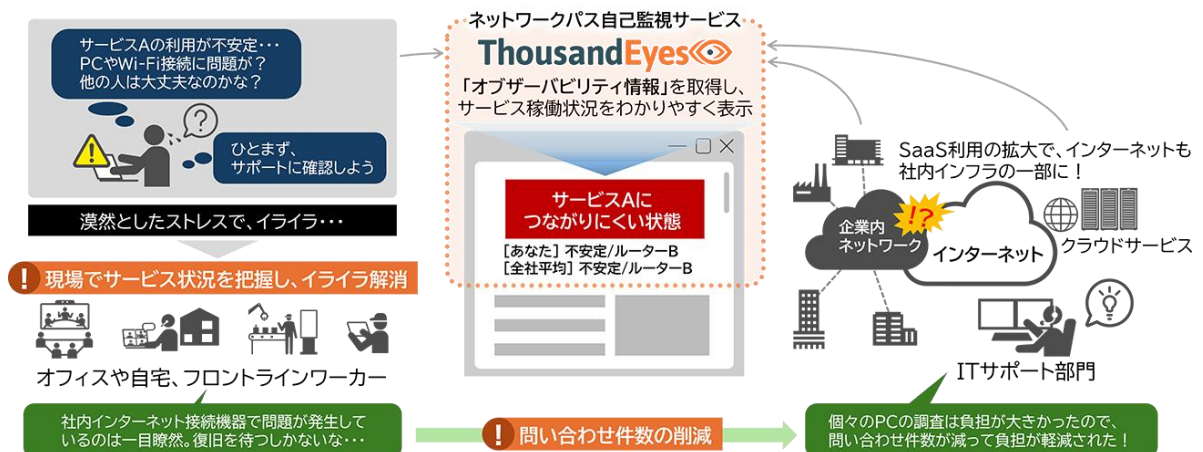 サービスAの利用が不安定・・・
PCやWi-Fi接続に問題が?
他の人は大丈夫なのかな?
?
ひとまず、
サポートに確認しよう
漠然としたストレスで、イライラ・・・
! 現場でサービス状況を把握し、イライラ解消
オフィスや自宅、フロントラインワーカー
社内インターネット接続機器で問題が発生して
いるのは一目瞭然。復旧を待つしかないな・・・
ネットワークパス自己監視サービス
ThousandEyes
「オブザーバビリティ情報」を取得し、
サービス稼働状況をわかりやすく表示
サービスAに
つながりにくい状態
[あなた] 不安定/ルーターB
[全社平均] 不安定/ルーターB
! 問い合わせ件数の削減
SaaS利用の拡大で、インターネットも
社内インフラの一部に!
!?
企業内
ネットワーク
インターネット
クラウドサービス
ITサポート部門
個々のPCの調査は負担が大きかったので、
問い合わせ件数が減って負担が軽減された!